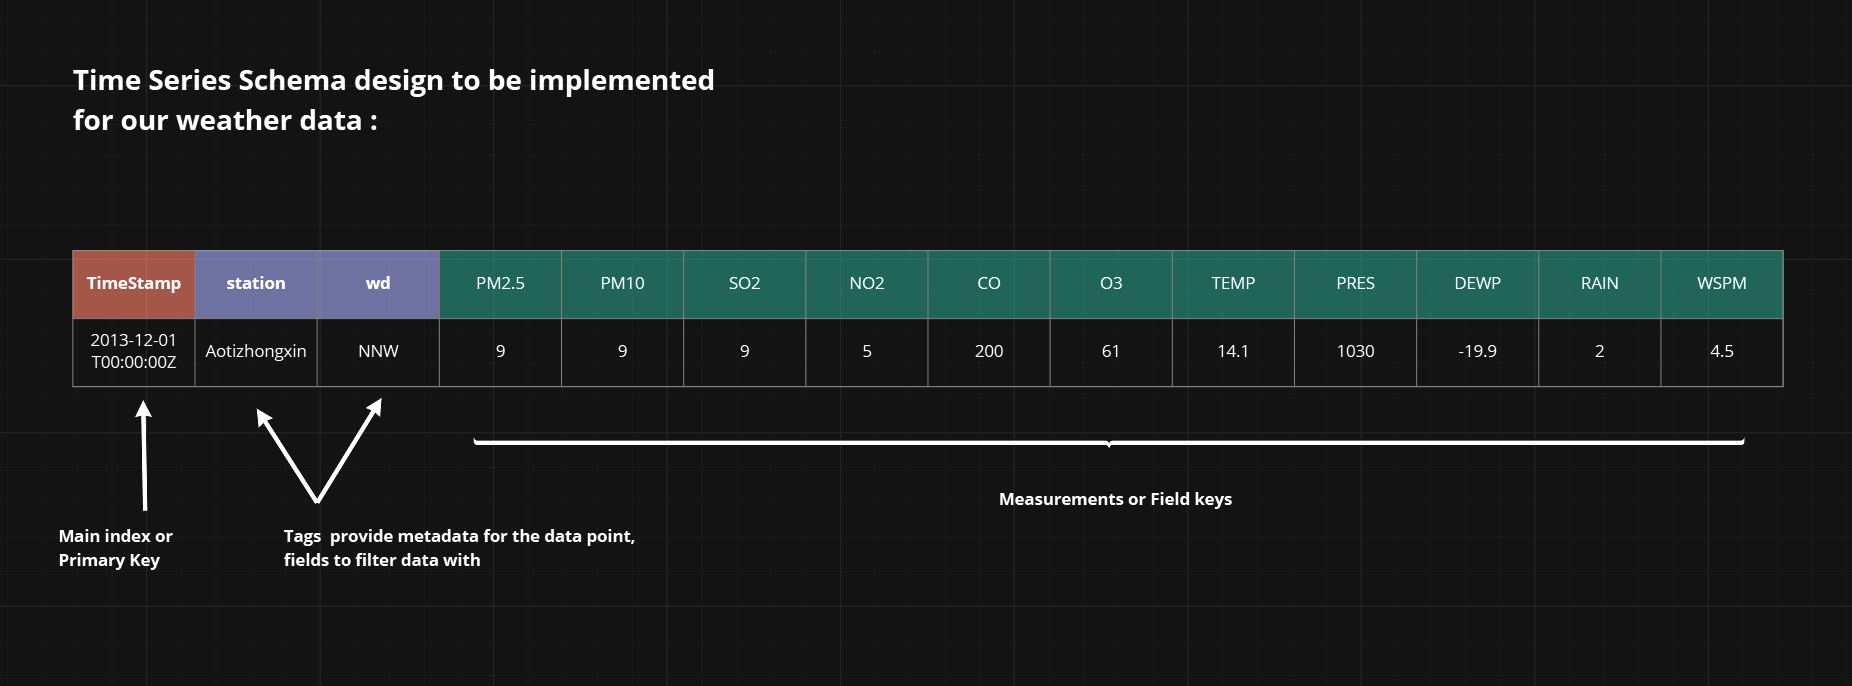 Time Series Schema design to be implemented
for our weather data :
TimeStamp station wd PM2.5 PM10 SO2 NO2 CO O3 TEMP PRES DEWP RAIN WSPM
2013-12-01
T00:00:00Z
Aotizhongxin NNW 9 9 9 5 200 61 14.1 1030 -19.9 2 4.5
Main index or
Primary Key
Tags  provide metadata for the data point,
fields to filter data with
Measurements or Field keys